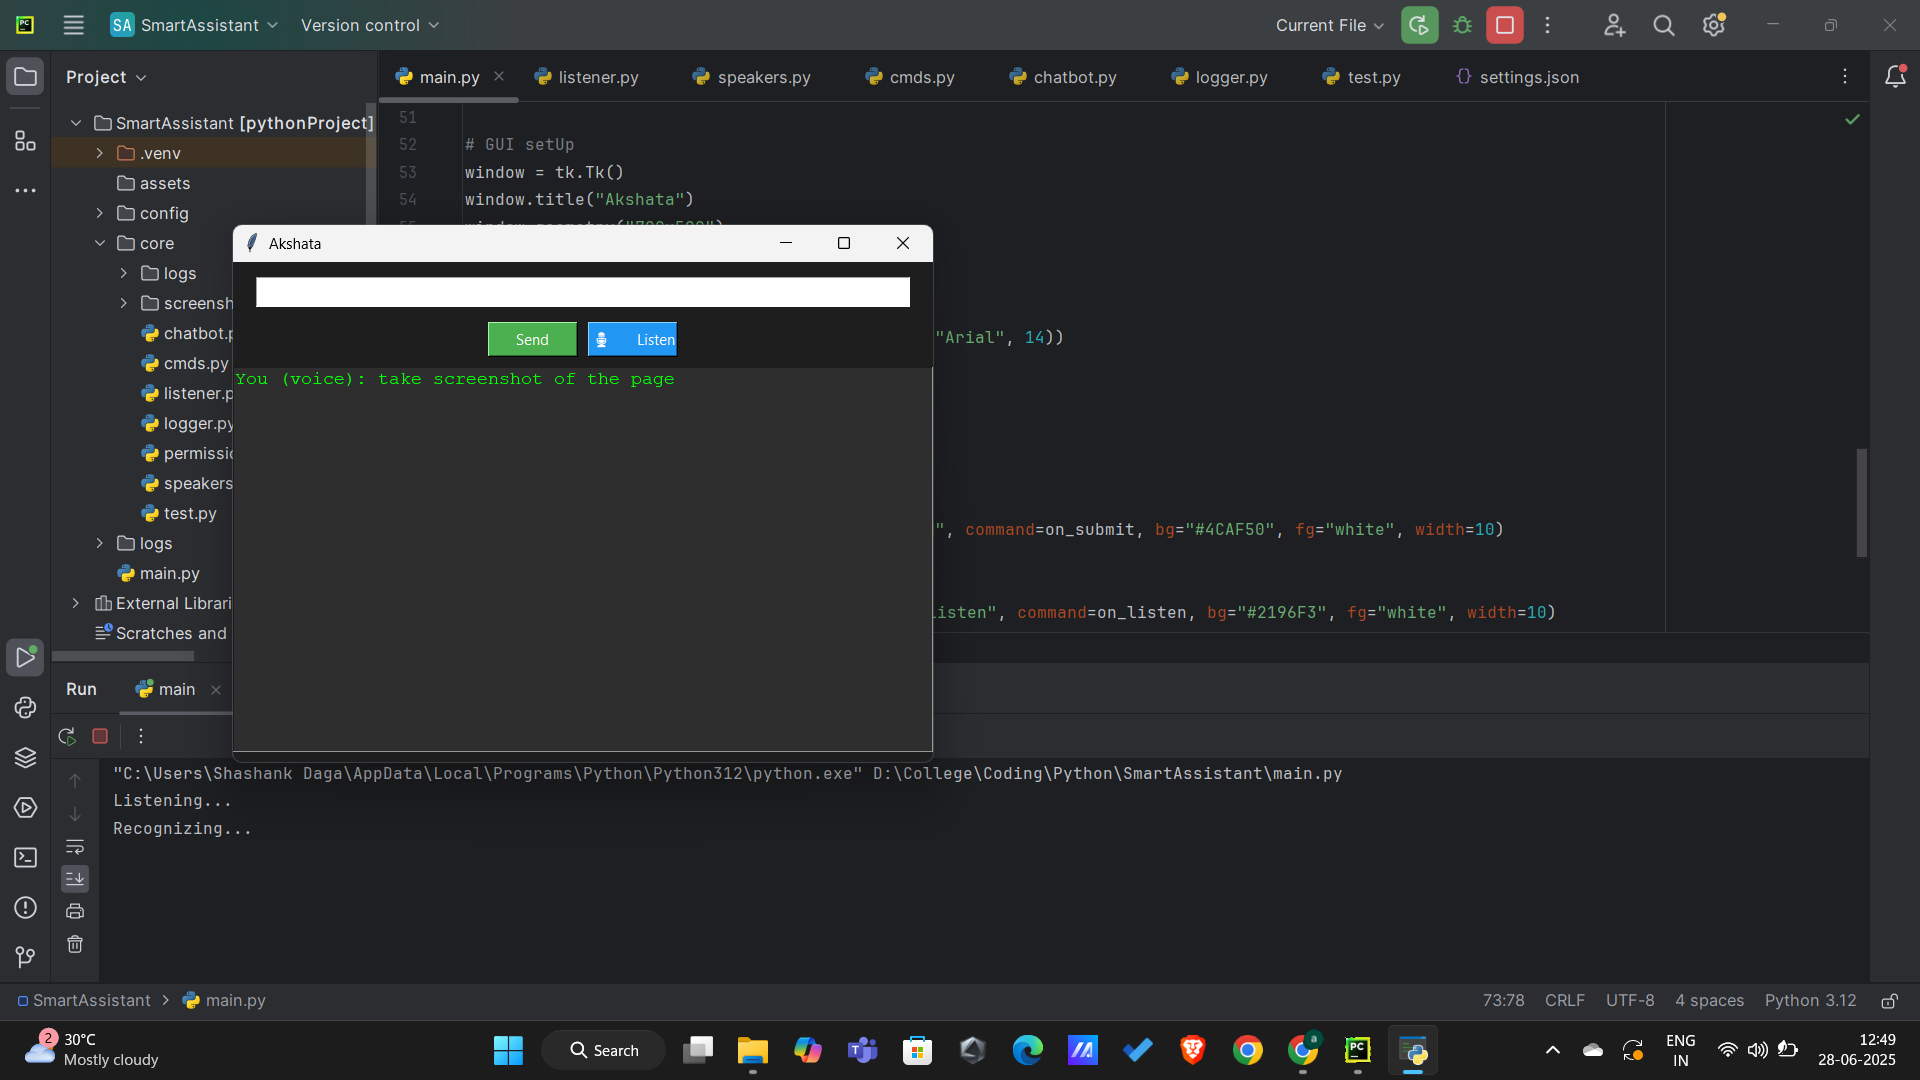 SA SmartAssistant Version control Current File
Project
main.py listener.py speakers.py cmds.py chatbot.py logger.py test.py settings.json
SmartAssistant [pythonProject]
.venv
assets
config
core
logs
screensh
chatbot.p
cmds.py
listener.p
logger.py
permissio
speakers
test.py
logs
main.py
External Librari
Scratches and
51
52 # GUI setUp
53 window = tk.Tk()
54 window.title("Akshata")
"Arial", 14))
", command=on_submit, bg="#4CAF50", fg="white", width=10)
isten", command=on_listen, bg="#2196F3", fg="white", width=10)
Akshata
Send Listen
You (voice): take screenshot of the page
Run main
"C:\Users\Shashank Daga\AppData\Local\Programs\Python\Python312\python.exe" D:\College\Coding\Python\SmartAssistant\main.py
Listening...
Recognizing...
SmartAssistant main.py 73:78 CRLF UTF-8 4 spaces Python 3.12
2
30°C
Mostly cloudy
Search
a
ENG
IN
12:49
28-06-2025